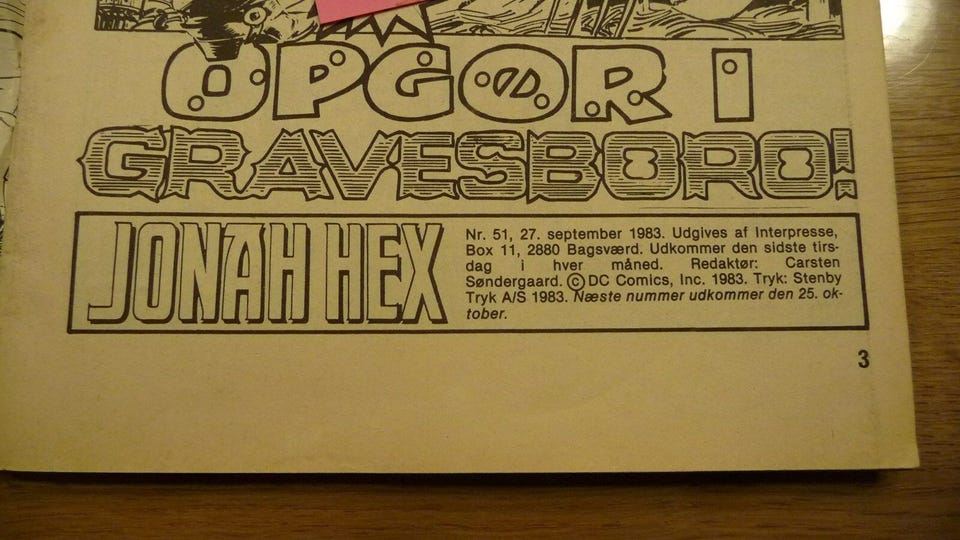 OPGØR I
GRAVESBORO!
JONAH HEX
Nr. 51, 27. september 1983. Udgives af Interpresse,
Box 11, 2880 Bagsværd. Udkommer den sidste tirs-
dag i hver måned. Redaktør: Carsten
Søndergaard. © DC Comics, Inc. 1983. Tryk: Stenby
Tryk A/S 1983. Næste nummer udkommer den 25. ok-
tober.
3